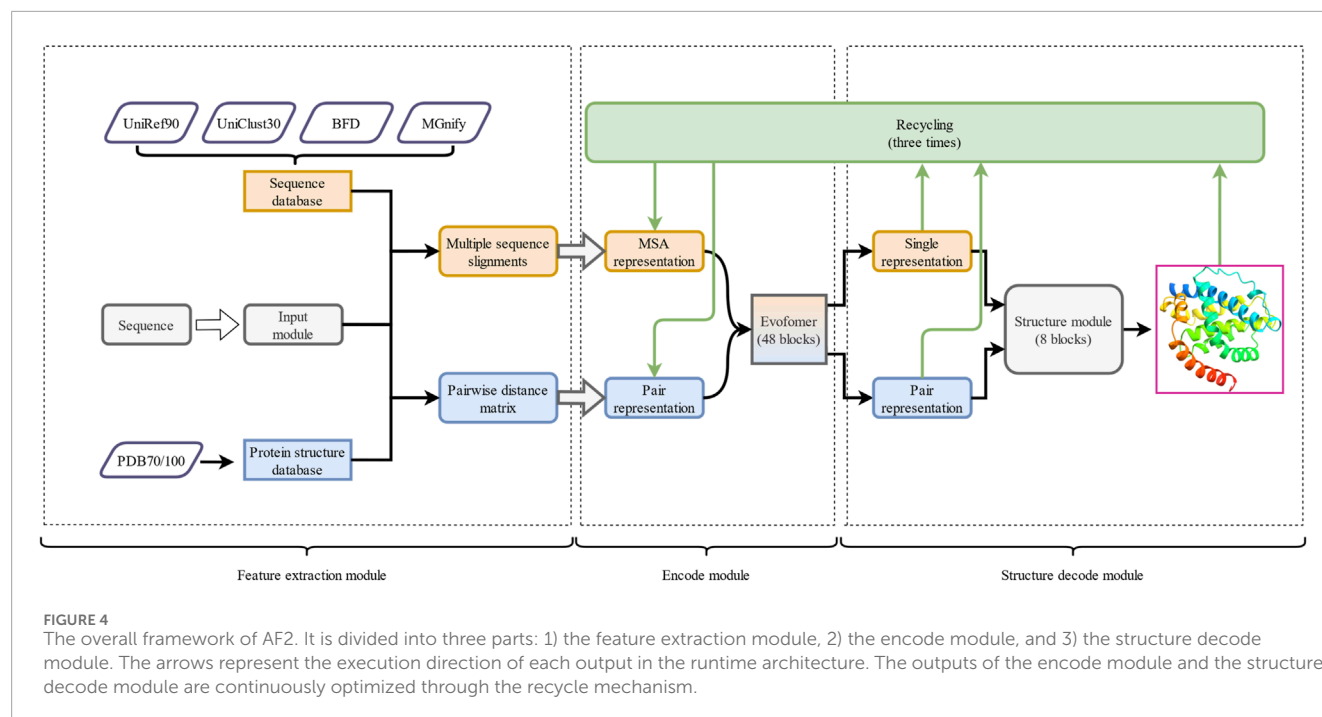 UniRef90
UniClust30
BFD
MGnify
Recycling
(three times)
Sequence
database
Multiple sequence
slignments
MSA
representation
Single
representation
Sequence
Input
module
Evofomer
(48 blocks)
Structure module
(8 blocks)
Pairwise distance
matrix
Pair
representation
Pair
representation
PDB70/100
Protein structure
database
Feature extraction module
Encode module
Structure decode module
FIGURE 4
The overall framework of AF2. It is divided into three parts: 1) the feature extraction module, 2) the encode module, and 3) the structure decode
module. The arrows represent the execution direction of each output in the runtime architecture. The outputs of the encode module and the structure
decode module are continuously optimized through the recycle mechanism.